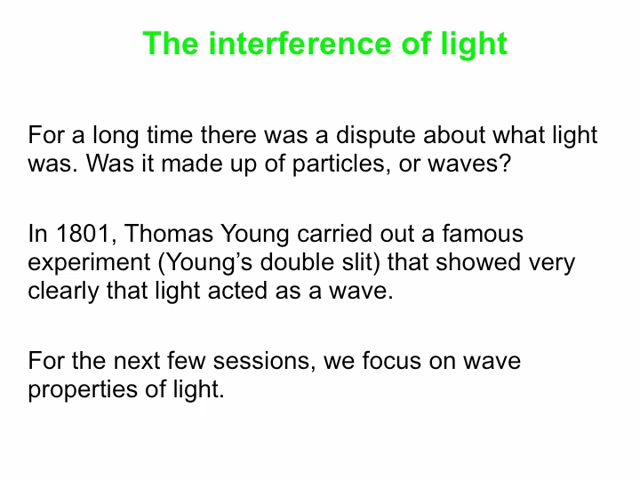 The interference of light
For a long time there was a dispute about what light
was. Was it made up of particles, or waves?
In 1801, Thomas Young carried out a famous
experiment (Young’s double slit) that showed very
clearly that light acted as a wave.
For the next few sessions, we focus on wave
properties of light.